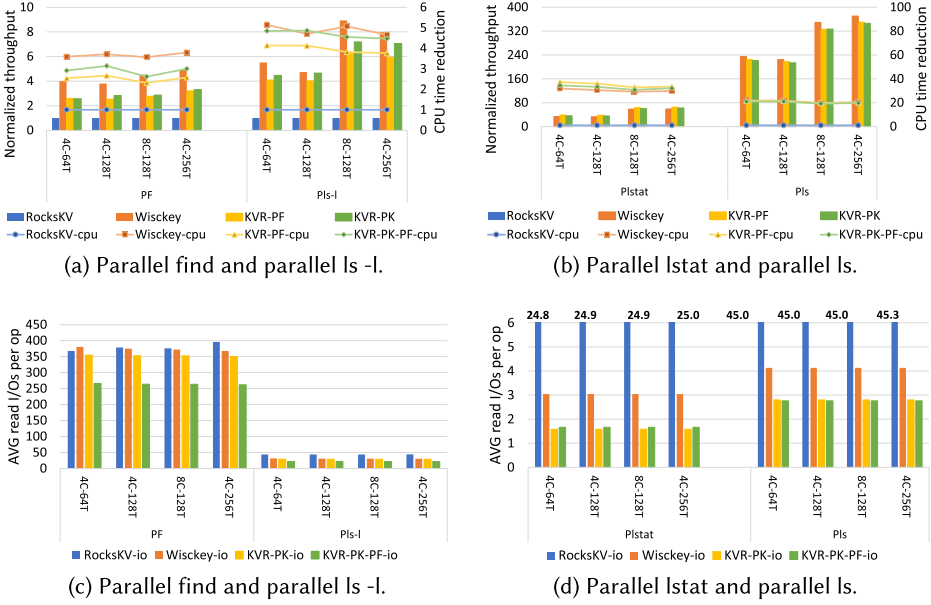 10
8
6
4
2
0
Normalized throughput
6
5
4
3
2
1
0
CPU time reduction
4C-64T
4C-128T
8C-128T
4C-256T
4C-64T
4C-128T
8C-128T
4C-256T
PF
Pls-l
RocksKV
Wisckey
KVR-PF
KVR-PK
RocksKV-cpu
Wisckey-cpu
KVR-PF-cpu
KVR-PK-PF-cpu
(a) Parallel find and parallel ls -l.
400
320
240
160
80
0
Normalized throughput
100
80
60
40
20
0
CPU time reduction
4C-64T
4C-128T
8C-128T
4C-256T
4C-64T
4C-128T
8C-128T
4C-256T
Plstat
Pls
RocksKV
Wisckey
KVR-PF
KVR-PK
RocksKV-cpu
Wisckey-cpu
KVR-PF-cpu
KVR-PK-PF-cpu
(b) Parallel lstat and parallel ls.
450
400
350
300
250
200
150
100
50
0
AVG read I/Os per op
4C-64T
4C-128T
8C-128T
4C-256T
4C-64T
4C-128T
8C-128T
4C-256T
PF
Pls-l
RocksKV-io
Wisckey-io
KVR-PK-io
KVR-PK-PF-io
(c) Parallel find and parallel ls -l.
24.8
24.9
24.9
25.0
45.0
45.0
45.0
45.3
6
5
4
3
2
1
0
AVG read I/Os per op
4C-64T
4C-128T
8C-128T
4C-256T
4C-64T
4C-128T
8C-128T
4C-256T
Plstat
Pls
RocksKV-io
Wisckey-io
KVR-PK-io
KVR-PK-PF-io
(d) Parallel lstat and parallel ls.